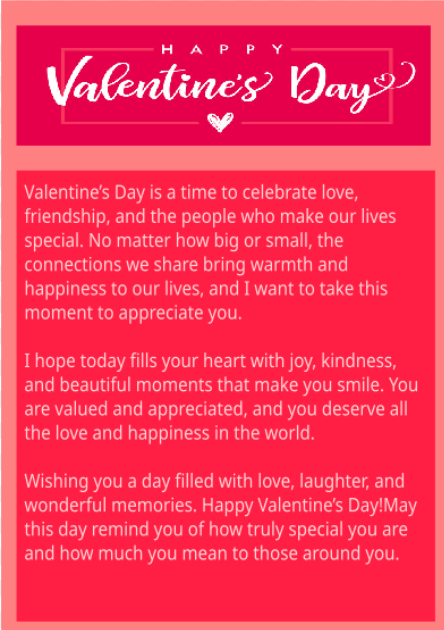 HAPPY
Valentine's Day
Valentine's Day is a time to celebrate love,
friendship, and the people who make our lives
special. No matter how big or small, the
connections we share bring warmth and
happiness to our lives, and I want to take this
moment to appreciate you.
I hope today fills your heart with joy, kindness,
and beautiful moments that make you smile. You
are valued and appreciated, and you deserve all
the love and happiness in the world.
Wishing you a day filled with love, laughter, and
wonderful memories. Happy Valentine's Day!May
this day remind you of how truly special you are
and how much you mean to those around you.